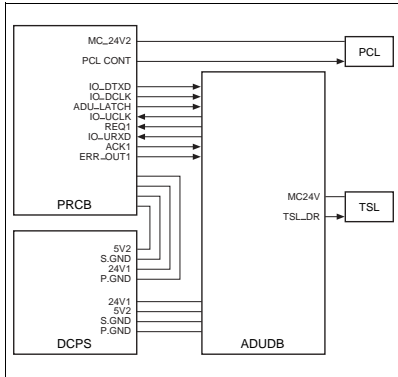 MC_24V2
PCL CONT
PCL
IO_DTXD
IO_DCLK
ADU_LATCH
IO_UCLK
REQ1
IO_URXD
ACK1
ERR_OUT1
PRCB
MC24V
TSL_DR
TSL
5V2
S.GND
24V1
P.GND
24V1
5V2
S.GND
P.GND
DCPS
ADUDB